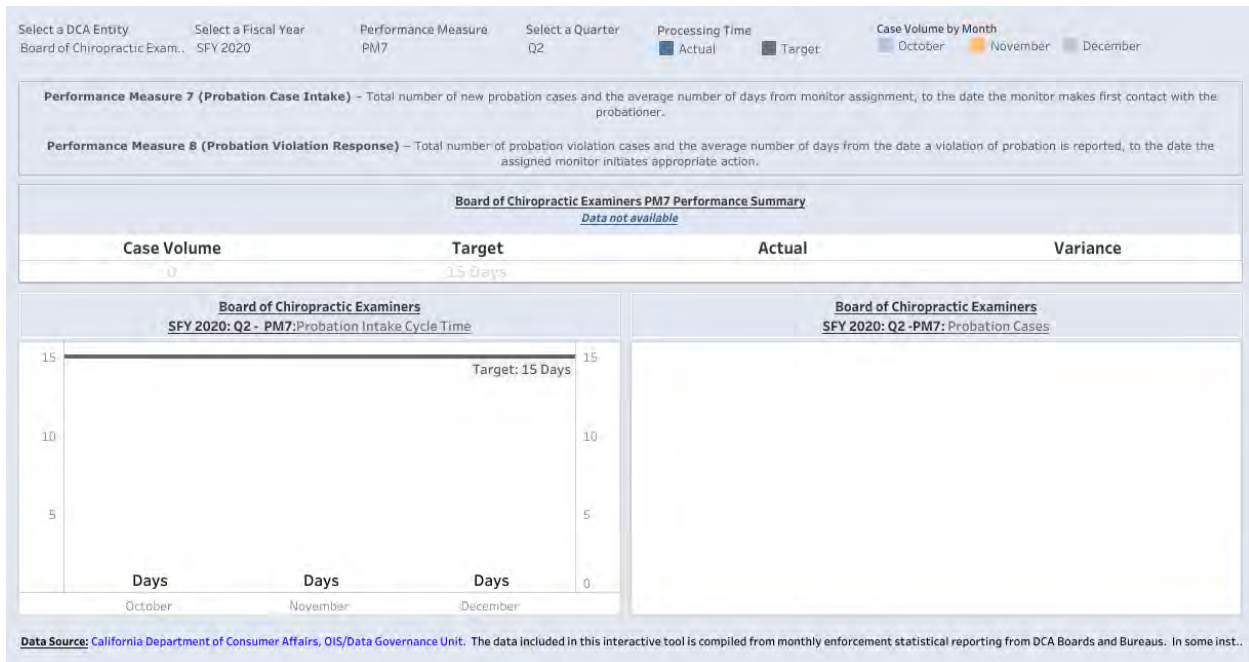 Select a DCA Entity Select a Fiscal Year Performance Measure Select a Quarter Processing Time Case Volume by Month
Board of Chiropractic Exam.. SFY 2020 PM7 Q2 Actual Target October November December
Performance Measure 7 (Probation Case Intake) – Total number of new probation cases and the average number of days from monitor assignment, to the date the monitor makes first contact with the
probationer.
Performance Measure 8 (Probation Violation Response) – Total number of probation violation cases and the average number of days from the date a violation of probation is reported, to the date the
assigned monitor initiates appropriate action.
Board of Chiropractic Examiners PM7 Performance Summary
Data not available
Case Volume Target Actual Variance
0 15 Days
Board of Chiropractic Examiners
SFY 2020: Q2 - PM7:Probation Intake Cycle Time
15 15
Target: 15 Days
10 10
5 5
Days Days Days 0
October November December
Board of Chiropractic Examiners
SFY 2020: Q2 -PM7: Probation Cases
Data Source: California Department of Consumer Affairs, OIS/Data Governance Unit. The data included in this interactive tool is compiled from monthly enforcement statistical reporting from DCA Boards and Bureaus. In some inst..